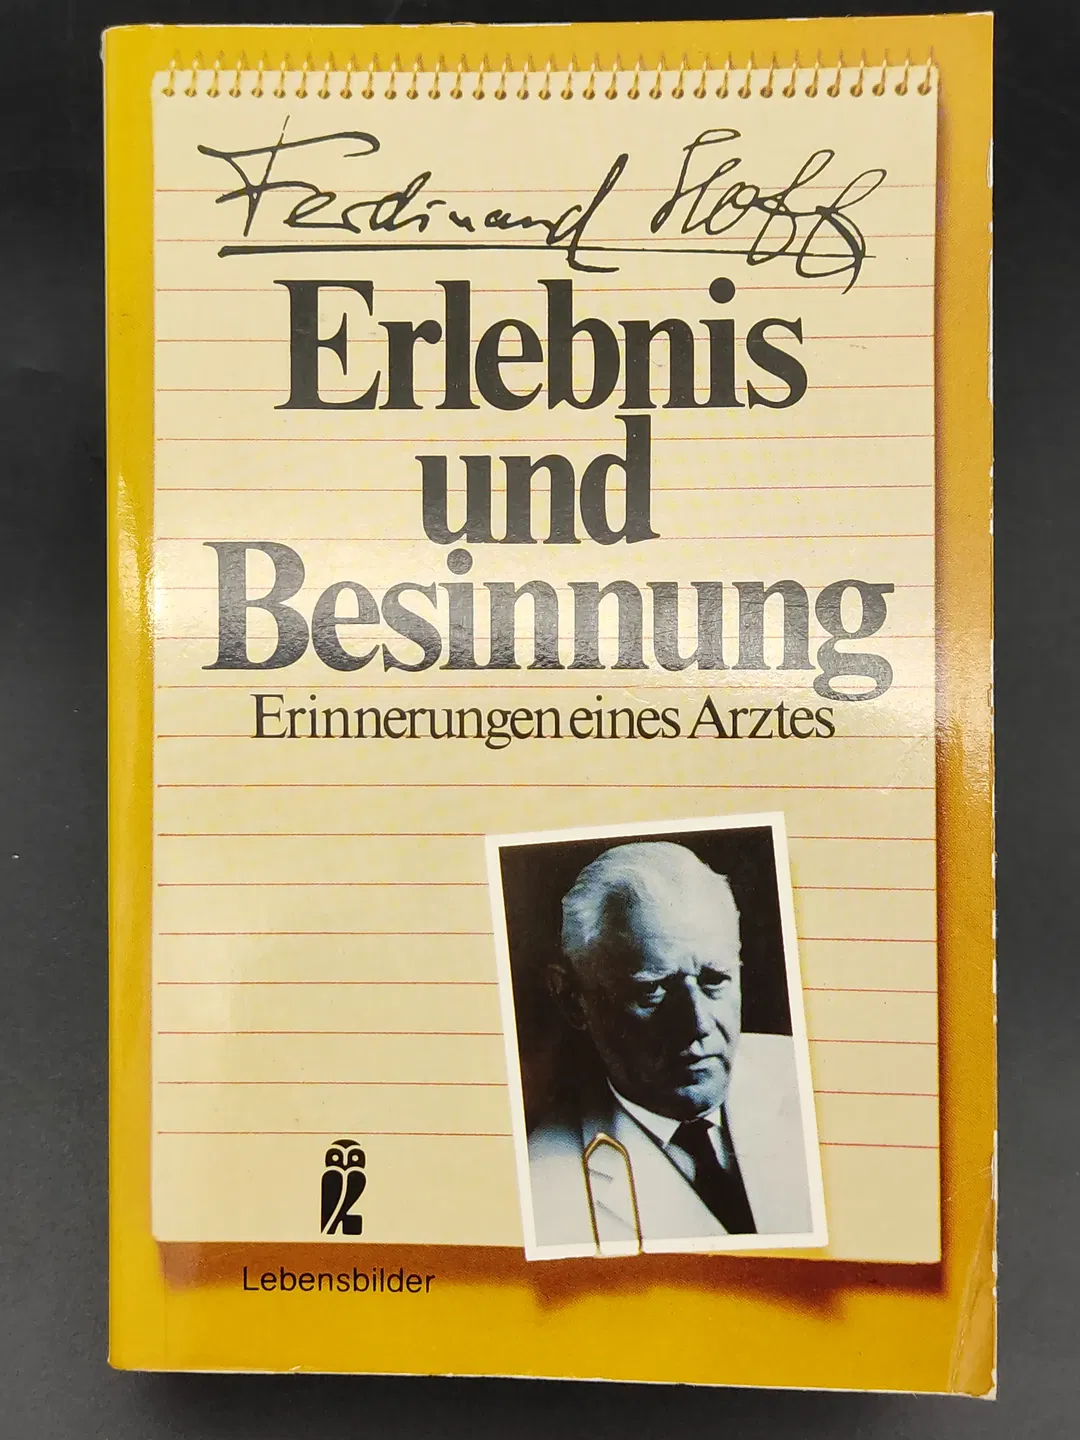 Ferdinand Hoff
Erlebnis
und
Besinnung
Erinnerungen eines Arztes
Lebensbilder